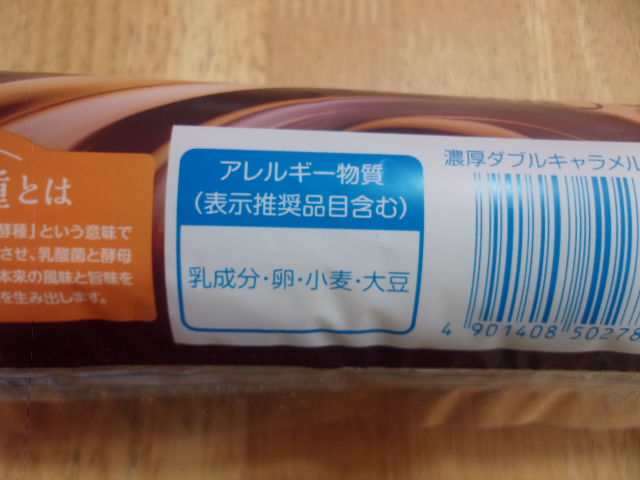 種とは
酵種」という意味で
させ、乳酸菌と酵母
本来の風味と旨味を
を生み出します。
アレルギー物質
(表示推奨品目含む)
乳成分・卵・小麦・大豆
濃厚ダブルキャラメル
4 901408 50278